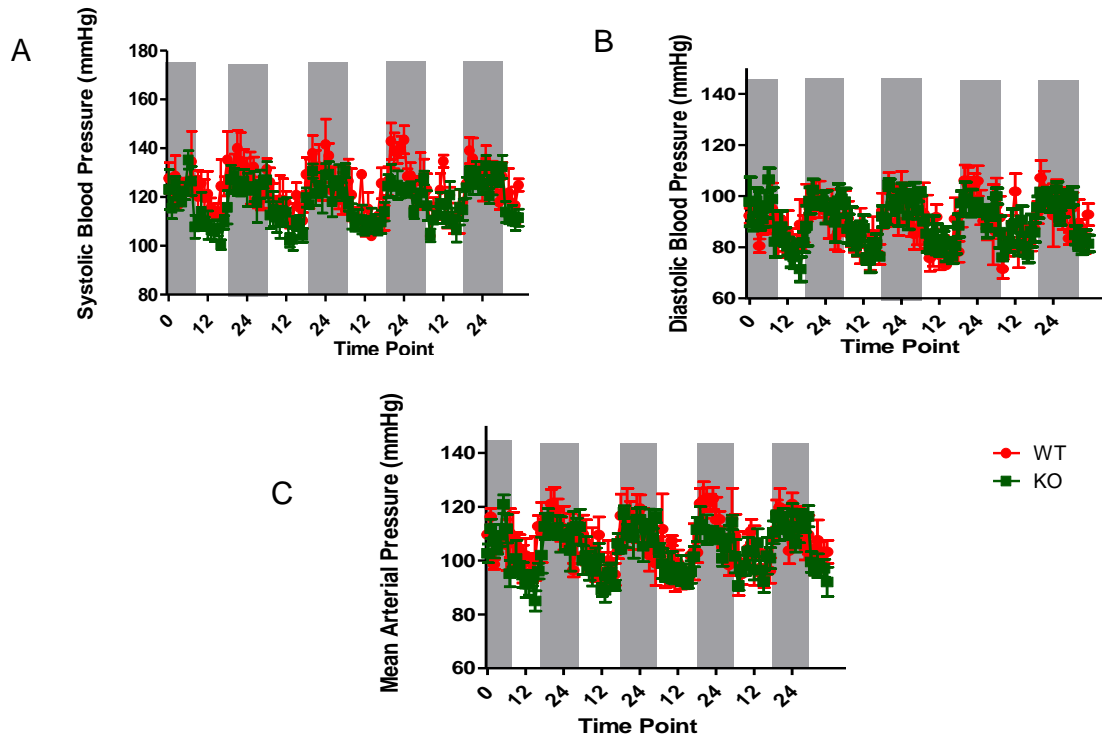 A
Systolic Blood Pressure (mmHg)
180
160
140
120
100
80
0 12 24 12 24 12 24 12 24
Time Point
B
Diastolic Blood Pressure (mmHg)
140
120
100
80
60
0 12 24 12 24 12 24 12 24
Time Point
C
Mean Arterial Pressure (mmHg)
140
120
100
80
60
0 12 24 12 24 12 24 12 24
Time Point
WT
KO